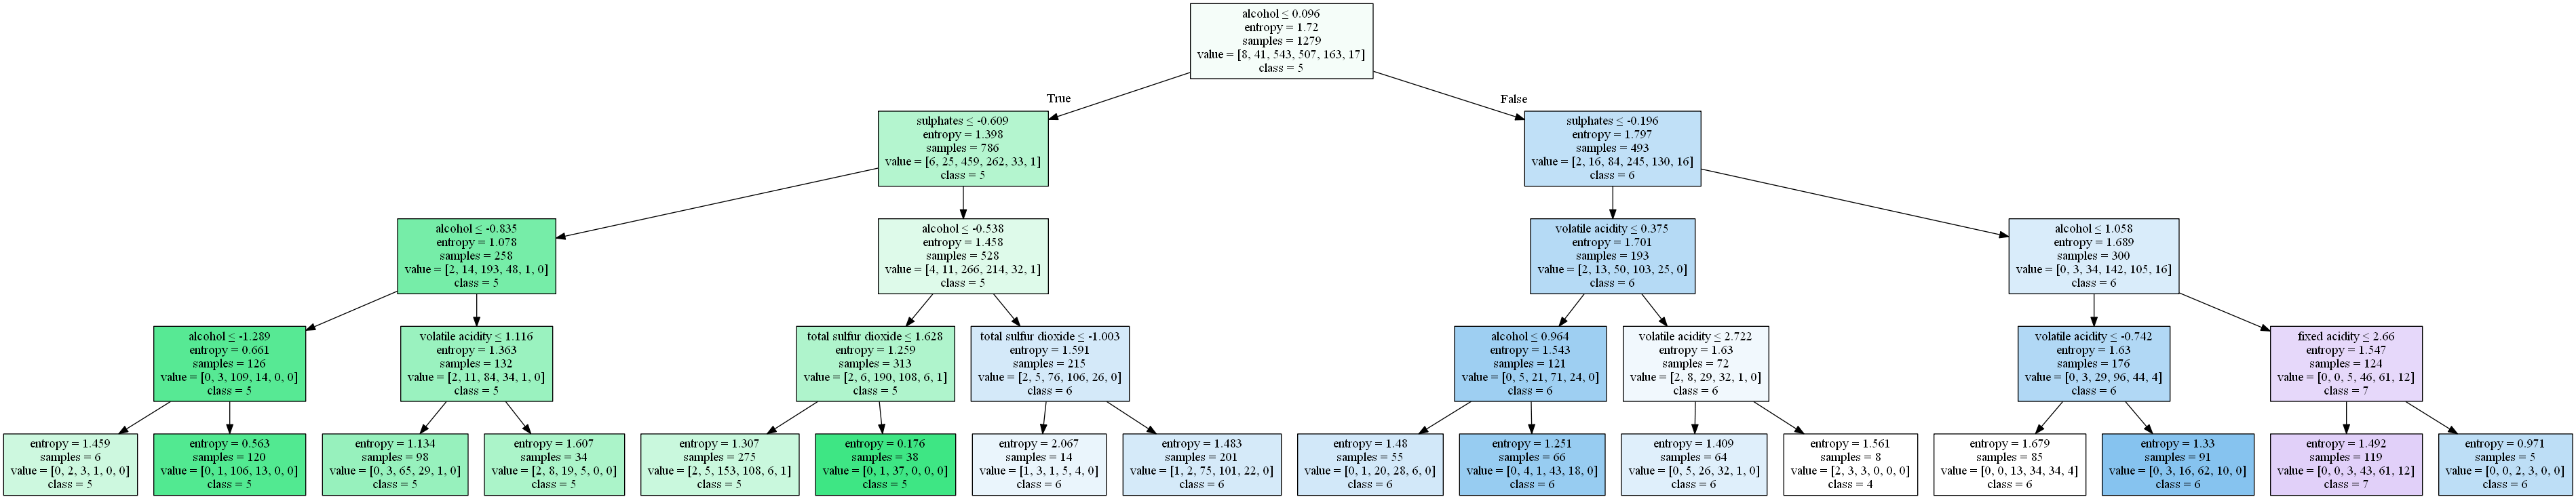 alcohol ≤ 0.096
entropy = 1.72
samples = 1279
value = [8, 41, 543, 507, 163, 17]
class = 5
True
False
sulphates ≤ -0.609
entropy = 1.398
samples = 786
value = [6, 25, 459, 262, 33, 1]
class = 5
sulphates ≤ -0.196
entropy = 1.797
samples = 493
value = [2, 16, 84, 245, 130, 16]
class = 6
alcohol ≤ -0.835
entropy = 1.078
samples = 258
value = [2, 14, 193, 48, 1, 0]
class = 5
alcohol ≤ -0.538
entropy = 1.458
samples = 528
value = [4, 11, 266, 214, 32, 1]
class = 5
volatile acidity ≤ 0.375
entropy = 1.701
samples = 193
value = [2, 13, 50, 103, 25, 0]
class = 6
alcohol ≤ 1.058
entropy = 1.689
samples = 300
value = [0, 3, 34, 142, 105, 16]
class = 6
alcohol ≤ -1.289
entropy = 0.661
samples = 126
value = [0, 3, 109, 14, 0, 0]
class = 5
volatile acidity ≤ 1.116
entropy = 1.363
samples = 132
value = [2, 11, 84, 34, 1, 0]
class = 5
total sulfur dioxide ≤ 1.628
entropy = 1.259
samples = 313
value = [2, 6, 190, 108, 6, 1]
class = 5
total sulfur dioxide ≤ -1.003
entropy = 1.591
samples = 215
value = [2, 5, 76, 106, 26, 0]
class = 6
alcohol ≤ 0.964
entropy = 1.543
samples = 121
value = [0, 5, 21, 71, 24, 0]
class = 6
volatile acidity ≤ 2.722
entropy = 1.63
samples = 72
value = [2, 8, 29, 32, 1, 0]
class = 6
volatile acidity ≤ -0.742
entropy = 1.63
samples = 176
value = [0, 3, 29, 96, 44, 4]
class = 6
fixed acidity ≤ 2.66
entropy = 1.547
samples = 124
value = [0, 0, 5, 46, 61, 12]
class = 7
entropy = 1.459
samples = 6
value = [0, 2, 3, 1, 0, 0]
class = 5
entropy = 0.563
samples = 120
value = [0, 1, 106, 13, 0, 0]
class = 5
entropy = 1.134
samples = 98
value = [0, 3, 65, 29, 1, 0]
class = 5
entropy = 1.607
samples = 34
value = [2, 8, 19, 5, 0, 0]
class = 5
entropy = 1.307
samples = 275
value = [2, 5, 153, 108, 6, 1]
class = 5
entropy = 0.176
samples = 38
value = [0, 1, 37, 0, 0, 0]
class = 5
entropy = 2.067
samples = 14
value = [1, 3, 1, 5, 4, 0]
class = 6
entropy = 1.483
samples = 201
value = [1, 2, 75, 101, 22, 0]
class = 6
entropy = 1.48
samples = 55
value = [0, 1, 20, 28, 6, 0]
class = 6
entropy = 1.251
samples = 66
value = [0, 4, 1, 43, 18, 0]
class = 6
entropy = 1.409
samples = 64
value = [0, 5, 26, 32, 1, 0]
class = 6
entropy = 1.561
samples = 8
value = [2, 3, 3, 0, 0, 0]
class = 4
entropy = 1.679
samples = 85
value = [0, 0, 13, 34, 34, 4]
class = 6
entropy = 1.33
samples = 91
value = [0, 3, 16, 62, 10, 0]
class = 6
entropy = 1.492
samples = 119
value = [0, 0, 3, 43, 61, 12]
class = 7
entropy = 0.971
samples = 5
value = [0, 0, 2, 3, 0, 0]
class = 6